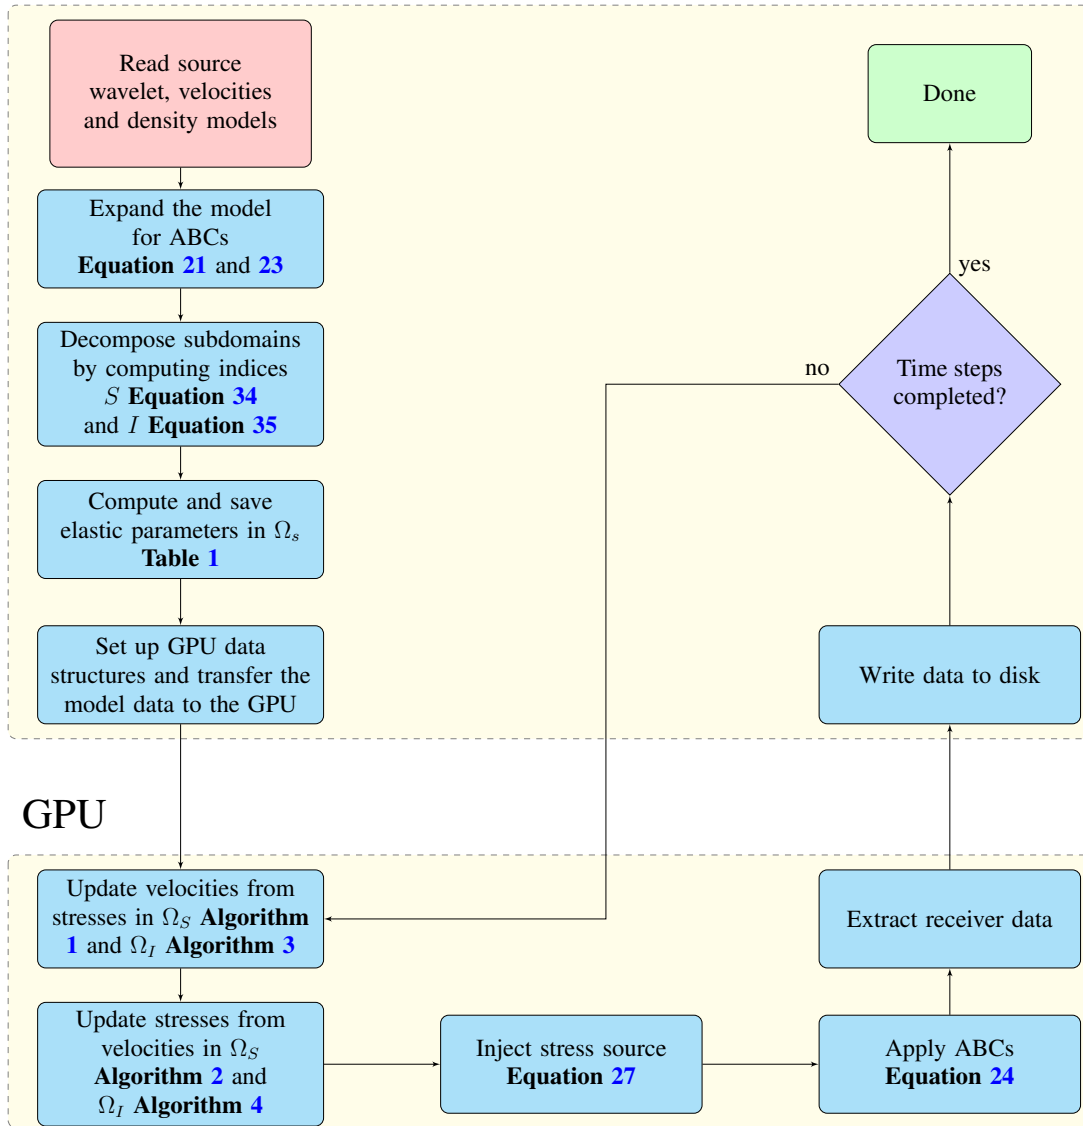 Read source
wavelet, velocities
and density models
Expand the model
for ABCs
Equation 21 and 23
Decompose subdomains
by computing indices
S Equation 34
and I Equation 35
Compute and save
elastic parameters in Ωₛ
Table 1
Set up GPU data
structures and transfer the
model data to the GPU
Done
yes
no
Time steps
completed?
Write data to disk
GPU
Update velocities from
stresses in Ω_S Algorithm
1 and Ω_I Algorithm 3
Update stresses from
velocities in Ω_S
Algorithm 2 and
Ω_I Algorithm 4
Inject stress source
Equation 27
Apply ABCs
Equation 24
Extract receiver data